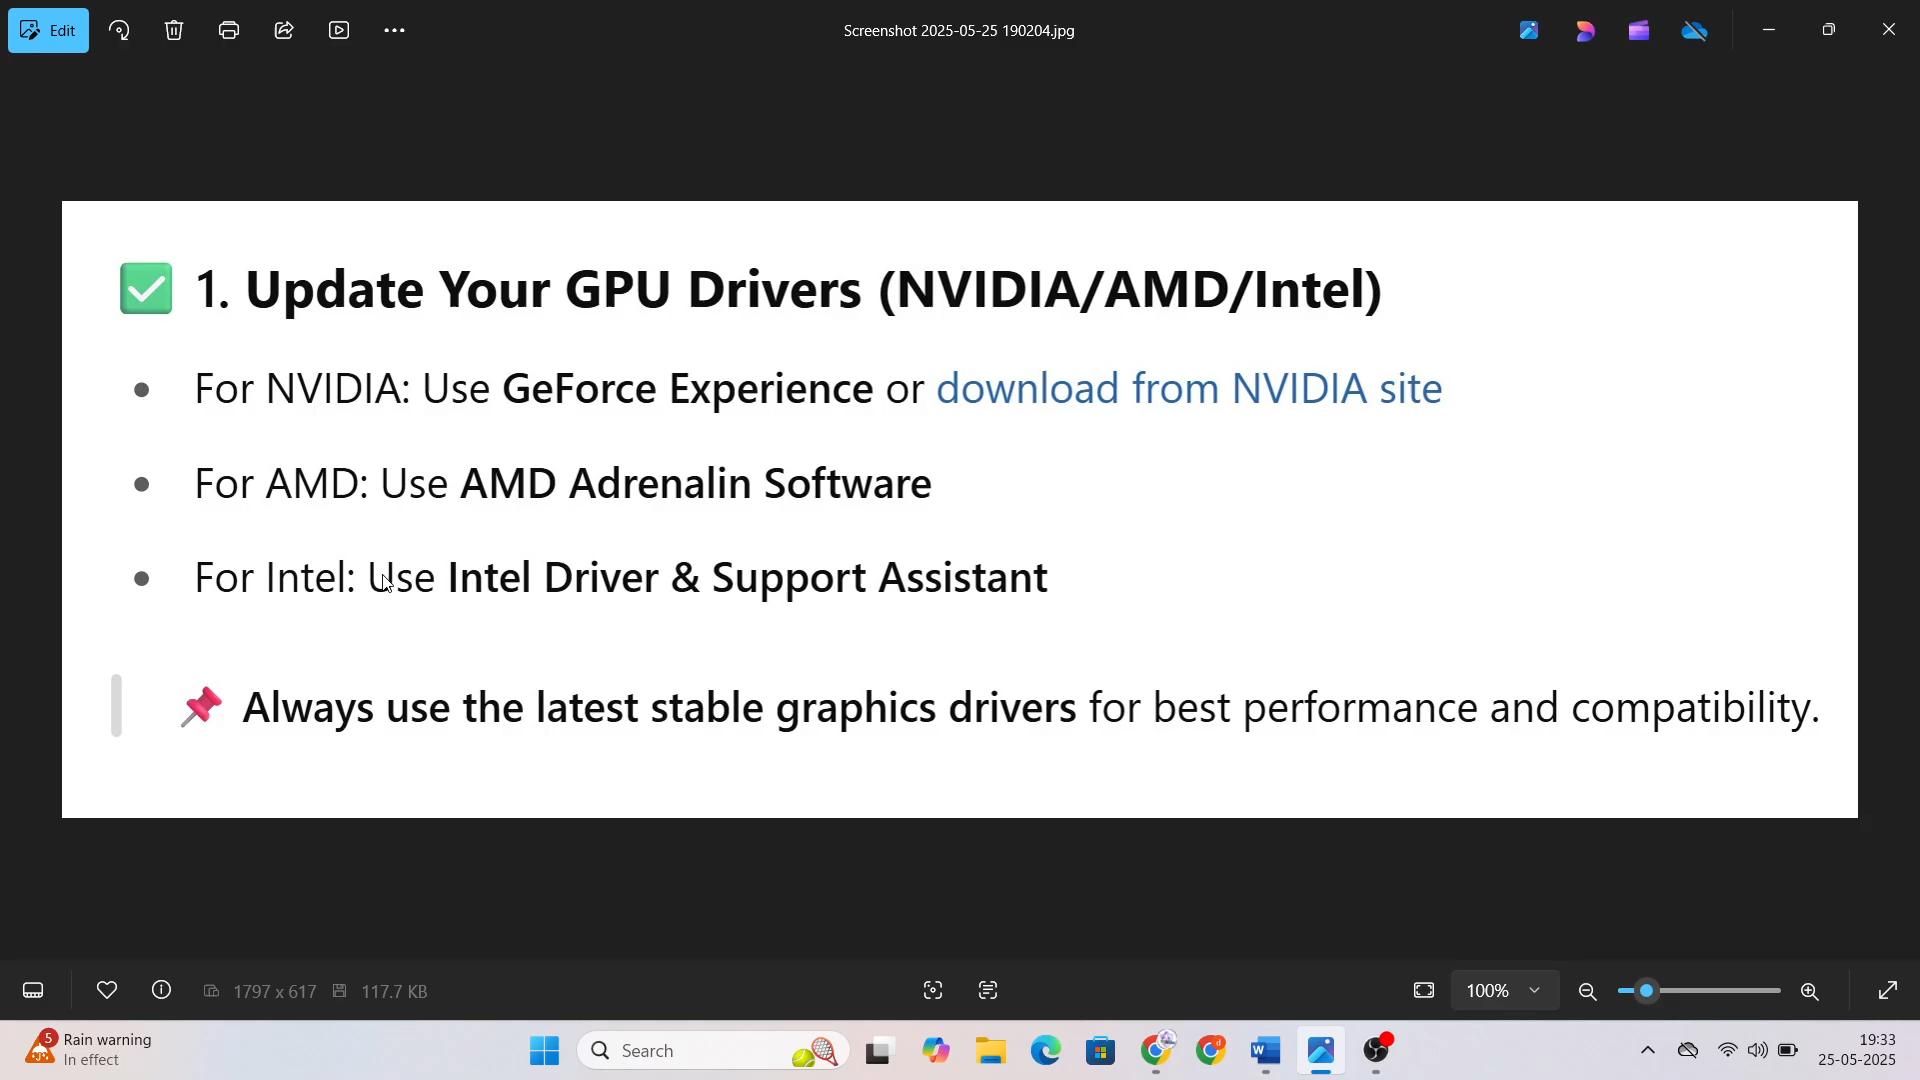 Edit
Screenshot 2025-05-25 190204.jpg
✅ 1. Update Your GPU Drivers (NVIDIA/AMD/Intel)
• For NVIDIA: Use GeForce Experience or download from NVIDIA site
• For AMD: Use AMD Adrenalin Software
• For Intel: Use Intel Driver & Support Assistant
📌 Always use the latest stable graphics drivers for best performance and compatibility.
1797 x 617 117.7 KB 100%
5 Rain warning
In effect
Search
19:33
25-05-2025